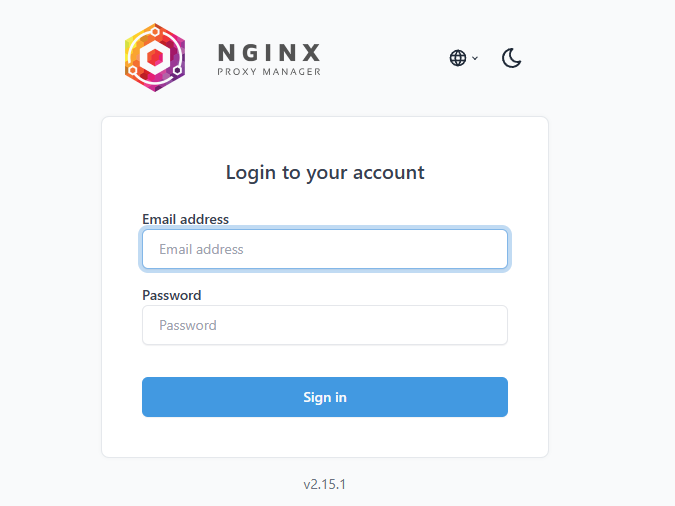 NGINX
PROXY MANAGER
Login to your account
Email address
Email address
Password
Password
Sign in
v2.15.1